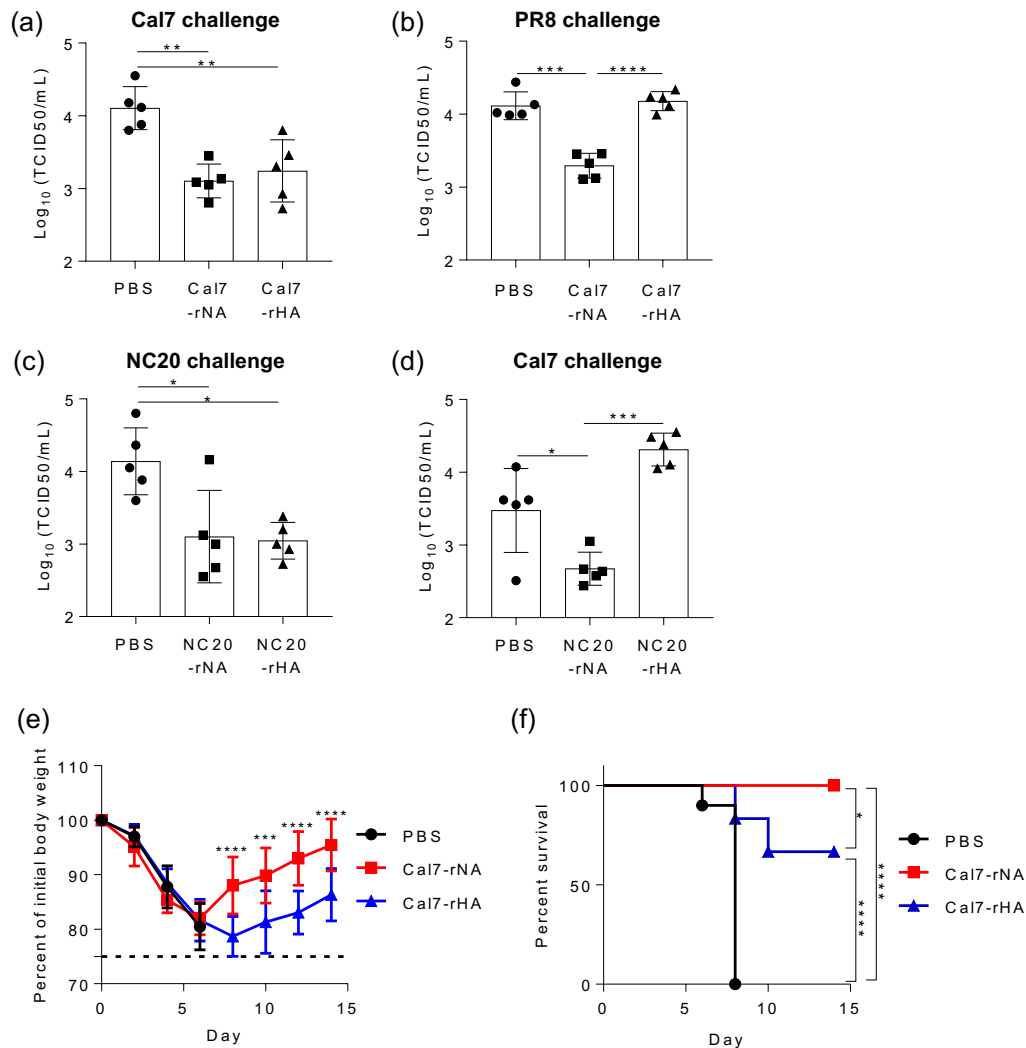 (a)
Cal7 challenge
Log10 (TCID50/mL)
5
4
3
2
**
**
PBS
Cal7
-rNA
Cal7
-rHA
(b)
PR8 challenge
Log10 (TCID50/mL)
5
4
3
2
***
****
PBS
Cal7
-rNA
Cal7
-rHA
(c)
NC20 challenge
Log10 (TCID50/mL)
5
4
3
2
*
*
PBS
NC20
-rNA
NC20
-rHA
(d)
Cal7 challenge
Log10 (TCID50/mL)
5
4
3
2
*
***
PBS
NC20
-rNA
NC20
-rHA
(e)
Percent of initial body weight
110
100
90
80
70
0
5
10
15
Day
****
***
****
****
PBS
Cal7-rNA
Cal7-rHA
(f)
Percent survival
100
50
0
0
5
10
15
Day
*
****
****
PBS
Cal7-rNA
Cal7-rHA